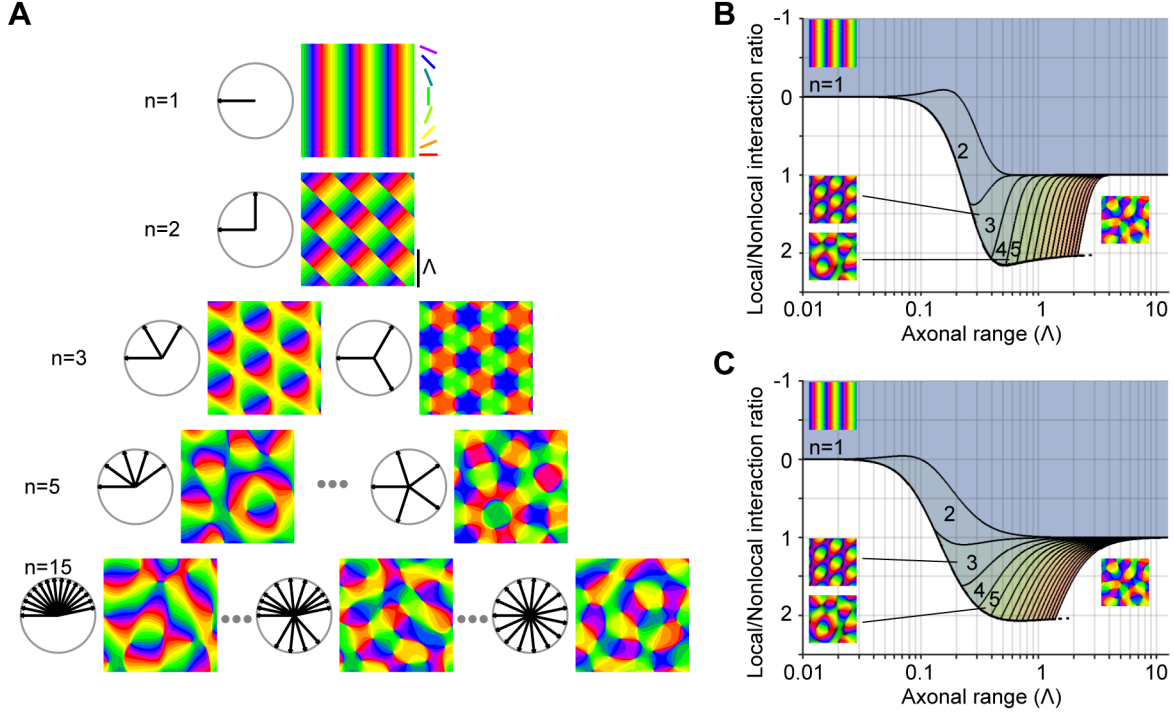 A
n=1
n=2
Λ
n=3
n=5
n=15
B
Local/Nonlocal interaction ratio
-1
0
1
2
n=1
2
3
4
5
0.01
0.1
1
10
Axonal range (Λ)
C
Local/Nonlocal interaction ratio
-1
0
1
2
n=1
2
3
4
5
0.01
0.1
1
10
Axonal range (Λ)